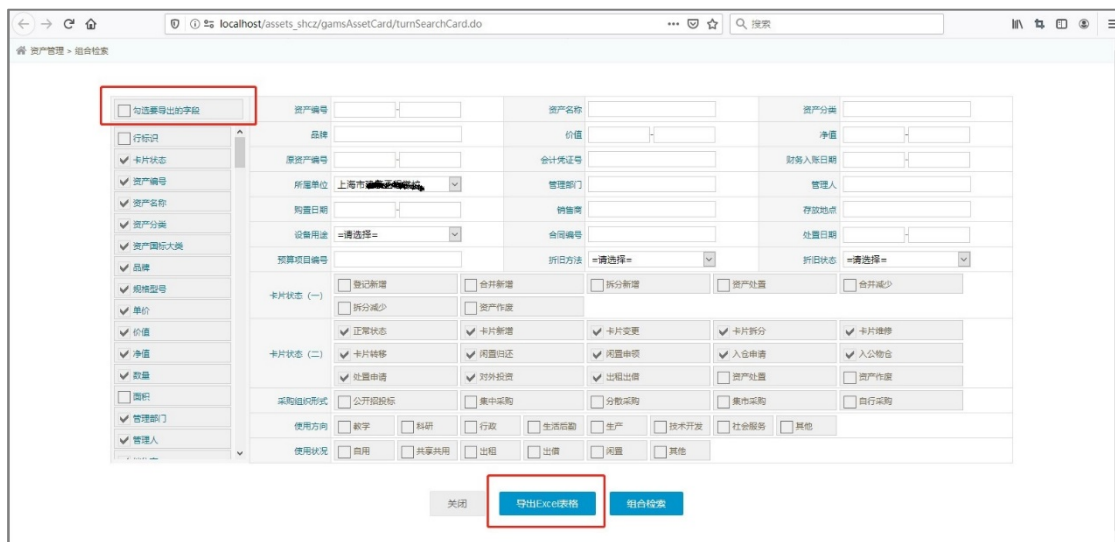 localhost/assets_shcz/gamsAssetCard/turnSearchCard.do
搜索
资产管理 > 组合检索
勾选要导出的字段
资产编号 - 资产名称 资产分类
行标识
品牌 价值 - 净值 -
卡片状态
原资产编号 - 会计凭证号 财务入账日期 -
资产编号
所属单位 上海市 管理部门 管理人
资产名称
购置日期 - 销售商 存放地点
资产分类
设备用途 =请选择= 合同编号 处置日期 -
资产国标大类
预算项目编号 折旧方法 =请选择= 折旧状态 =请选择=
品牌
规格型号
卡片状态（一） 登记新增 合并新增 拆分新增 资产处置 合并减少
单价
拆分减少 资产作废
价值
正常状态 卡片新增 卡片变更 卡片拆分 卡片维修
净值
卡片状态（二） 卡片转移 闲置归还 闲置申领 入仓申请 入公物仓
数量
处置申请 对外投资 出租出借 资产处置 资产作废
面积
采购组织形式 公开招投标 集中采购 分散采购 集市采购 自行采购
管理部门
使用方向 教学 科研 行政 生活后勤 生产 技术开发 社会服务 其他
管理人
使用状况 自用 共享共用 出租 出借 闲置 其他
关闭 导出Excel表格 组合检索